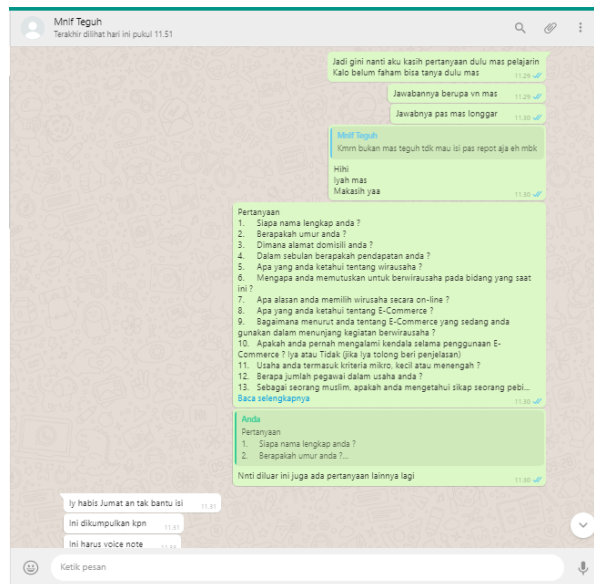 Mnif Teguh
Terakhir dilihat hari ini pukul 11.51
Jadi gini nanti aku kasih pertanyaan dulu mas pelajarin
Kalo belum faham bisa tanya dulu mas
11.29
Jawabannya berupa vn mas
11.29
Jawabnya pas mas longgar
11.30
Mnif Teguh
Kmrn bukan mas teguh tdk mau isi pas repot aja eh mbk
Hihi
Iyah mas
Makasih yaa
11.30
Pertanyaan
1. Siapa nama lengkap anda ?
2. Berapakah umur anda ?
3. Dimana alamat domisili anda ?
4. Dalam sebulan berapakah pendapatan anda ?
5. Apa yang anda ketahui tentang wirausaha ?
6. Mengapa anda memutuskan untuk berwirausaha pada bidang yang saat
ini ?
7. Apa alasan anda memilih wirusaha secara on-line ?
8. Apa yang anda ketahui tentang E-Commerce ?
9. Bagaimana menurut anda tentang E-Commerce yang sedang anda
gunakan dalam menunjang kegiatan berwirausaha ?
10. Apakah anda pernah mengalami kendala selama penggunaan E-
Commerce ? Iya atau Tidak (jika Iya tolong beri penjelasan)
11. Usaha anda termasuk kriteria mikro, kecil atau menengah ?
12. Berapa jumlah pegawai dalam usaha anda ?
13. Sebagai seorang muslim, apakah anda mengetahui sikap seorang pebi...
Baca selengkapnya
11.30
Anda
Pertanyaan
1. Siapa nama lengkap anda ?
2. Berapakah umur anda ?...
Nnti diluar ini juga ada pertanyaan lainnya lagi
11.30
Iy habis Jumat an tak bantu isi
11.31
Ini dikumpulkan kpn
11.31
Ini harus voice note
Ketik pesan